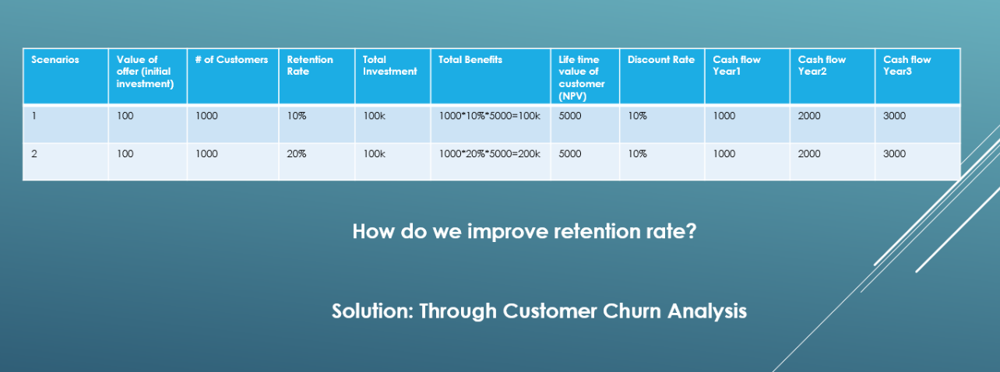 Scenarios Value of offer (initial investment) # of Customers Retention Rate Total Investment Total Benefits Life time value of customer (NPV) Discount Rate Cash flow Year1 Cash flow Year2 Cash flow Year3
1 100 1000 10% 100k 1000*10%*5000=100k 5000 10% 1000 2000 3000
2 100 1000 20% 100k 1000*20%*5000=200k 5000 10% 1000 2000 3000
How do we improve retention rate?
Solution: Through Customer Churn Analysis